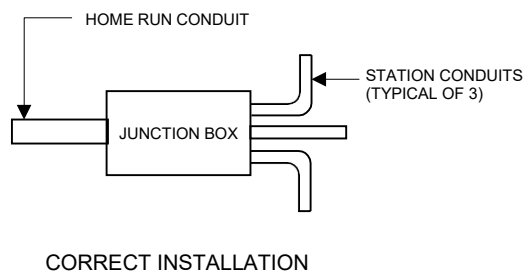 HOME RUN CONDUIT
STATION CONDUITS
(TYPICAL OF 3)
JUNCTION BOX
CORRECT INSTALLATION